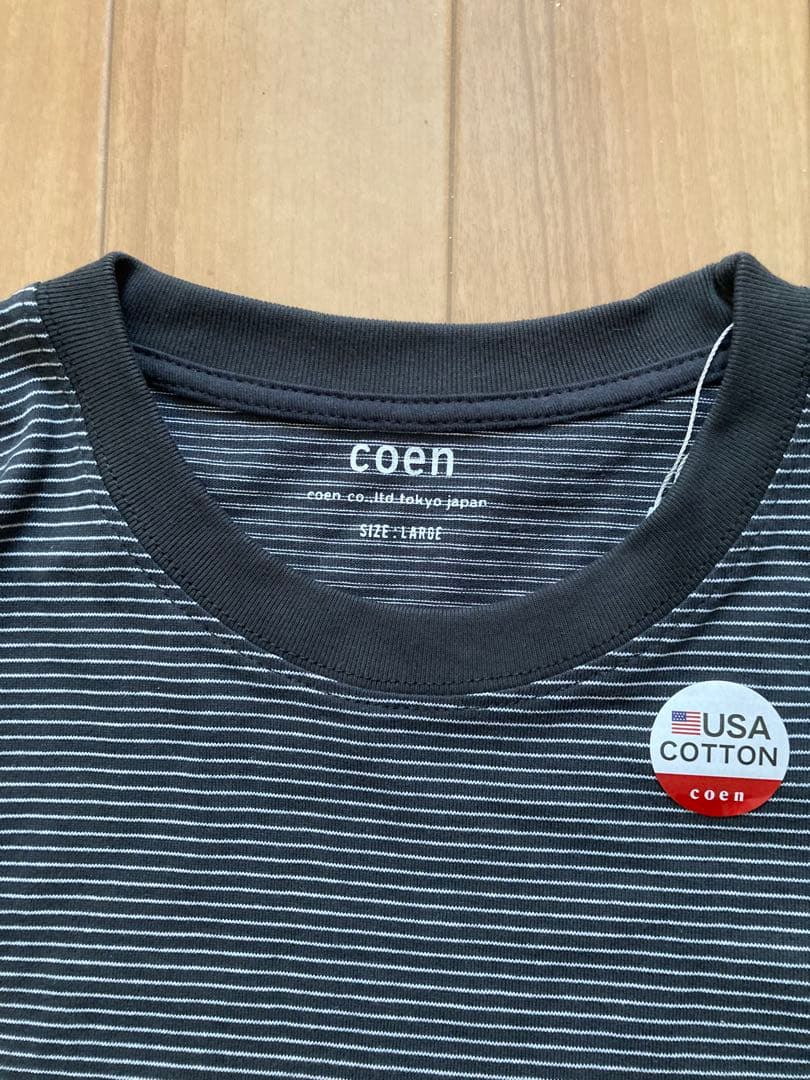 coen
coen co.,ltd tokyo japan
SIZE : LARGE
USA
COTTON
coen